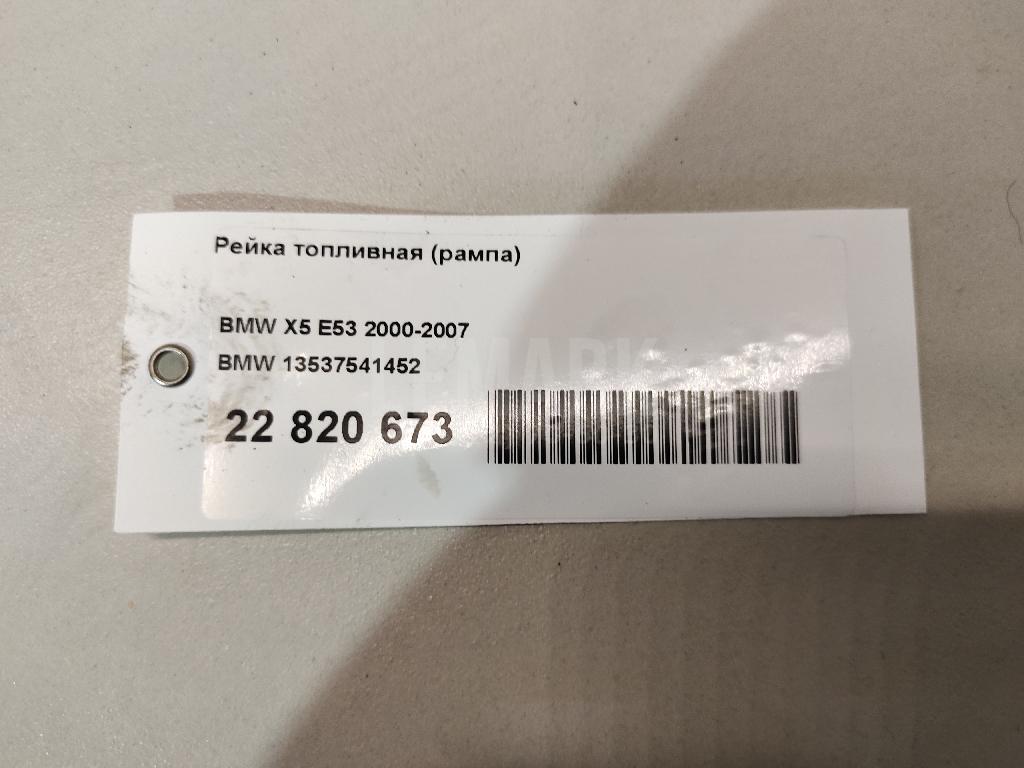 Рейка топливная (рампа)
BMW X5 E53 2000-2007
BMW 13537541452
22 820 673